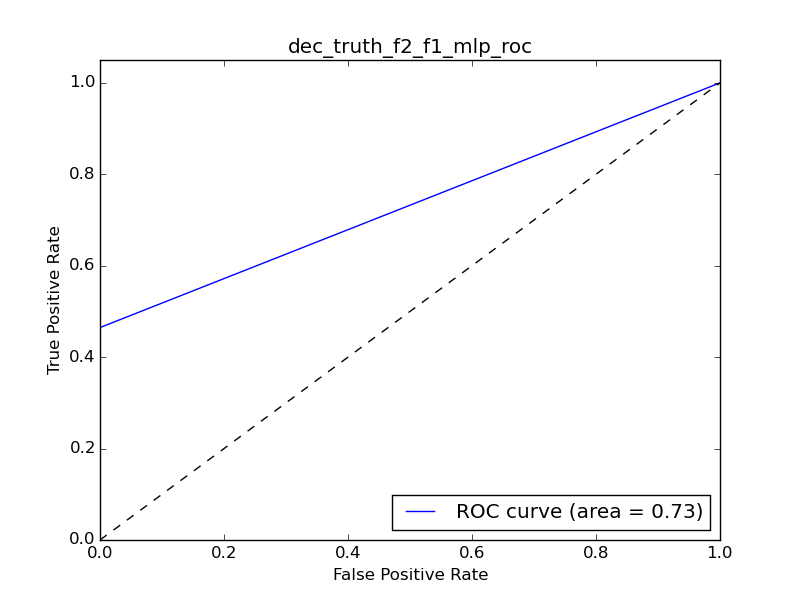 dec_truth_f2_f1_mlp_roc
1.0
0.8
0.6
0.4
0.2
0.0
True Positive Rate
ROC curve (area = 0.73)
0.0 0.2 0.4 0.6 0.8 1.0
False Positive Rate